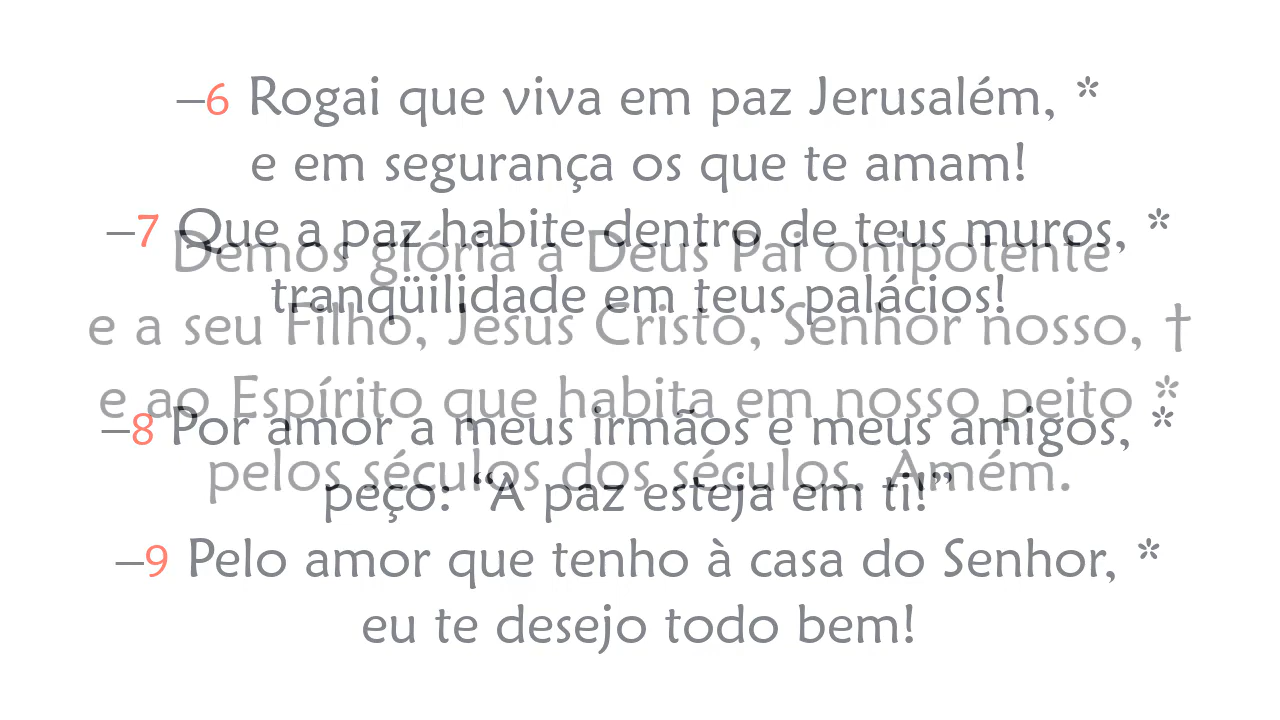 –6 Rogai que viva em paz Jerusalém, *
e em segurança os que te amam!
–7 Que a paz habite dentro de teus muros, *
Demos glória a Deus Pai onipotente
tranqüilidade em teus palácios!
e a seu Filho, Jesus Cristo, Senhor nosso, †
e ao Espírito que habita em nosso peito *
–8 Por amor a meus irmãos e meus amigos, *
pelos séculos dos séculos. Amém.
peço: “A paz esteja em ti!”
–9 Pelo amor que tenho à casa do Senhor, *
eu te desejo todo bem!